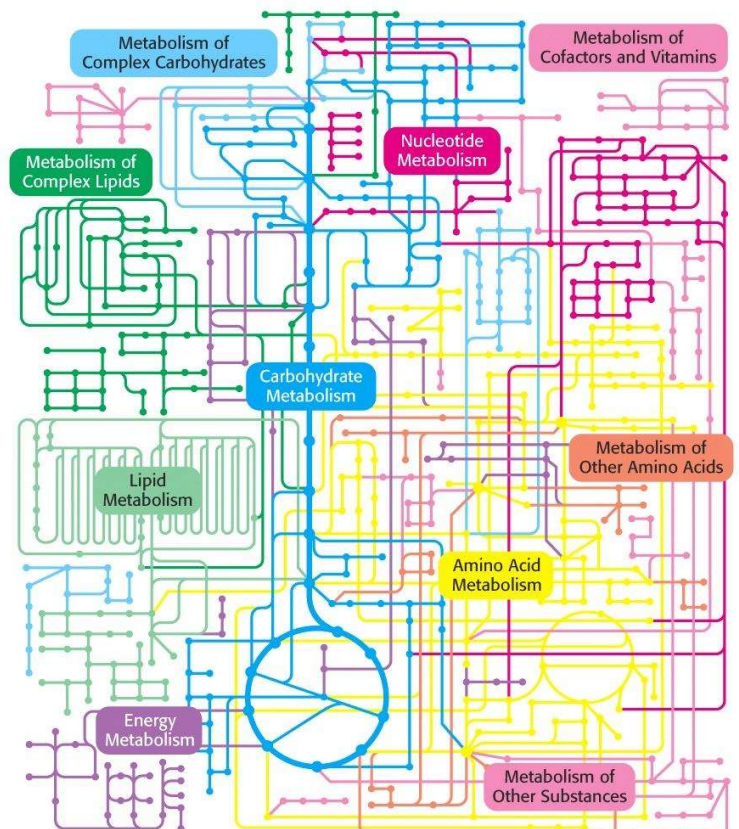 Metabolism of
Complex Carbohydrates
Metabolism of
Cofactors and Vitamins
Nucleotide
Metabolism
Metabolism of
Complex Lipids
Carbohydrate
Metabolism
Metabolism of
Other Amino Acids
Lipid
Metabolism
Amino Acid
Metabolism
Energy
Metabolism
Metabolism of
Other Substances